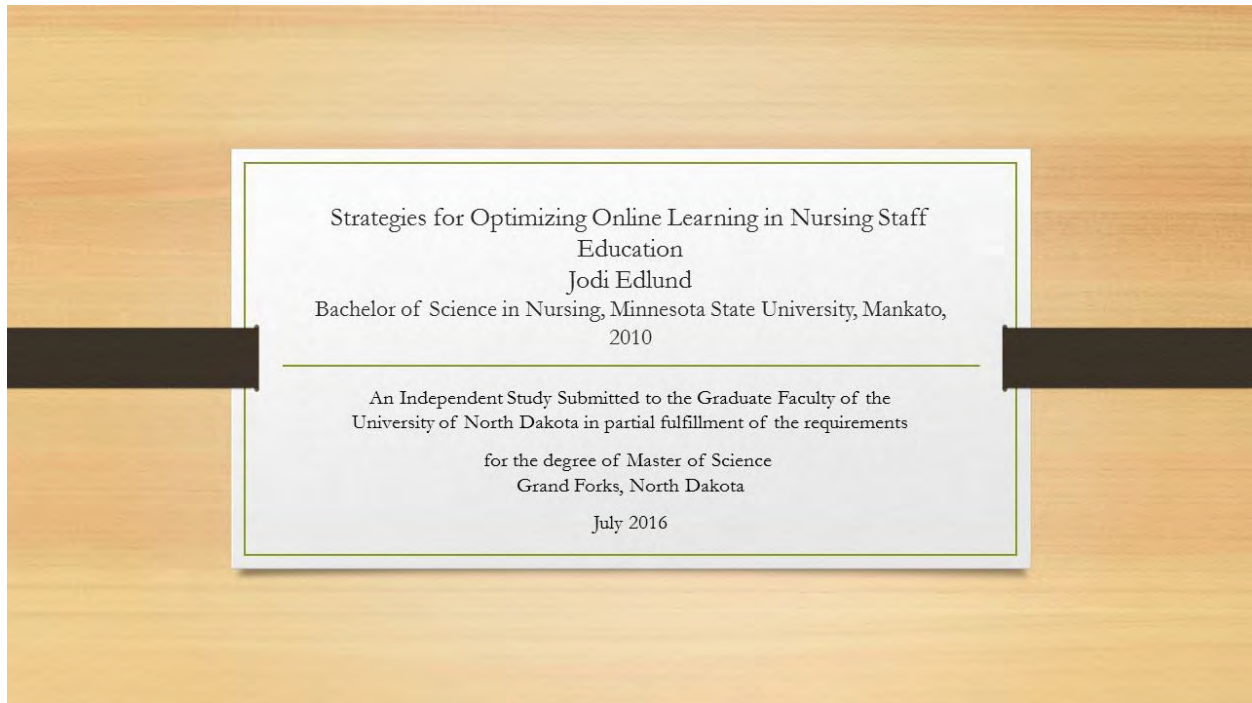 Strategies for Optimizing Online Learning in Nursing Staff
Education
Jodi Edlund
Bachelor of Science in Nursing, Minnesota State University, Mankato,
2010
An Independent Study Submitted to the Graduate Faculty of the
University of North Dakota in partial fulfillment of the requirements
for the degree of Master of Science
Grand Forks, North Dakota
July 2016